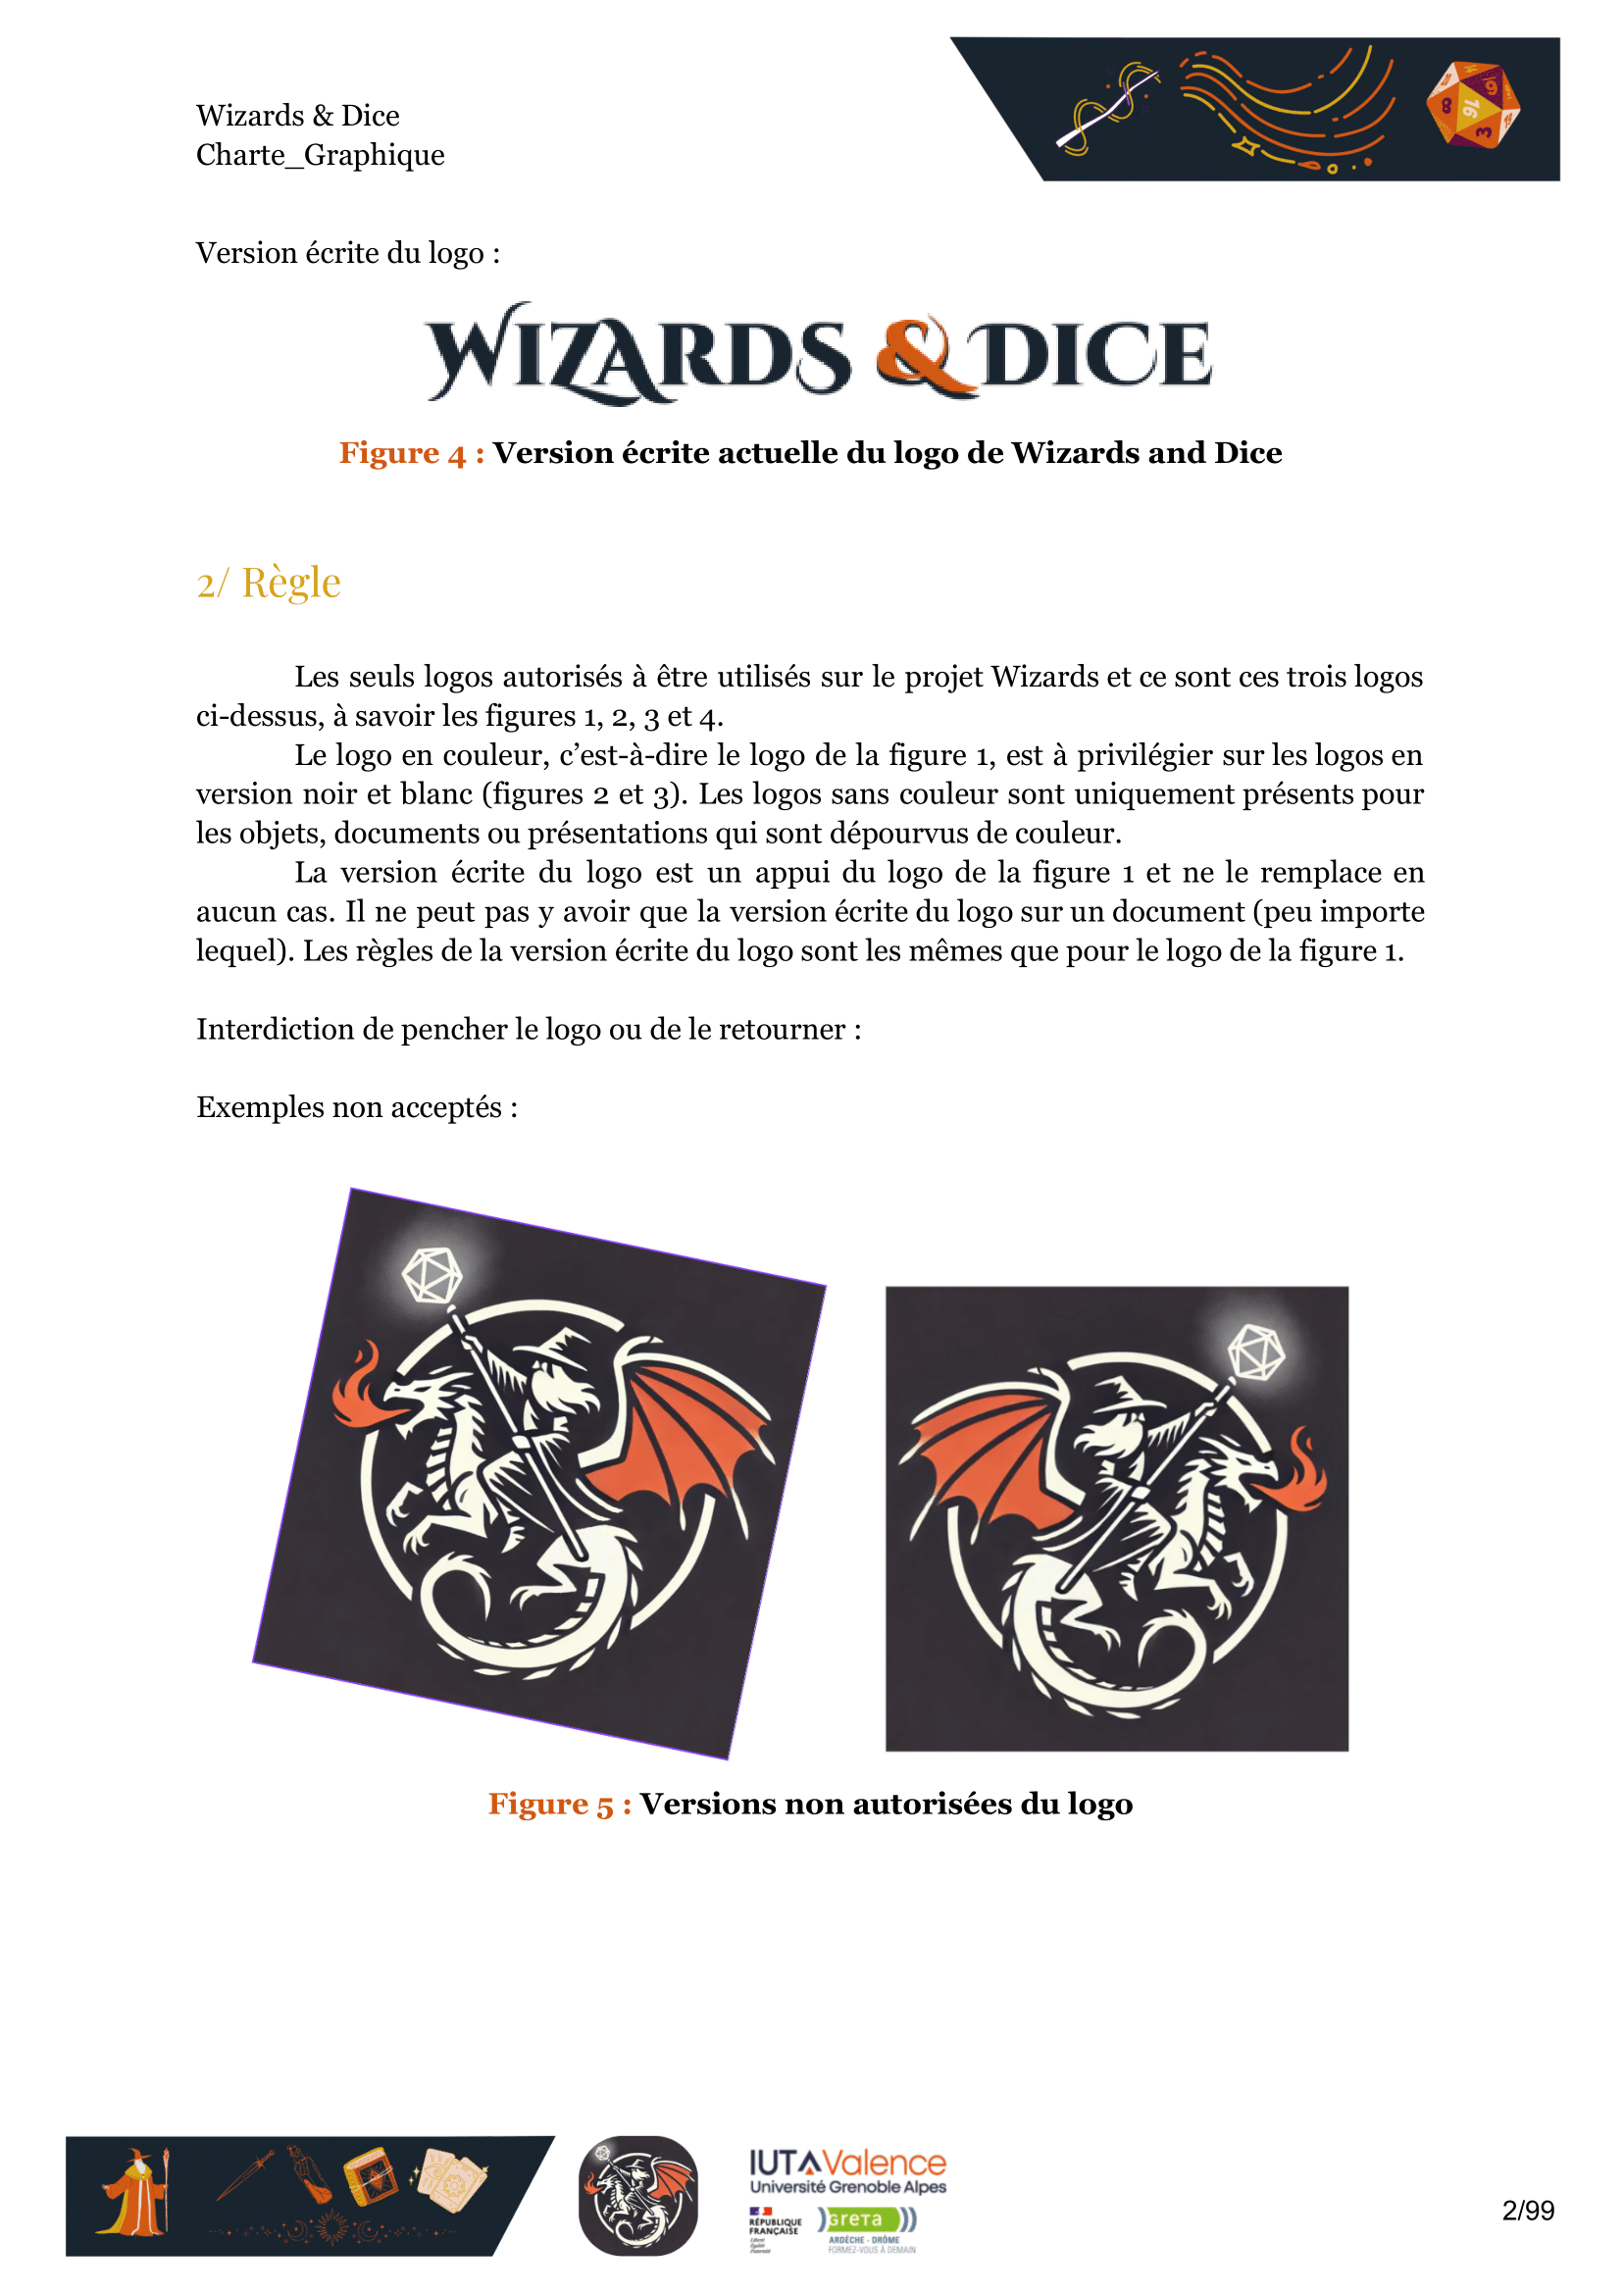 Wizards & Dice
Charte_Graphique
16
8
3
9
Version écrite du logo :
WIZARDS & DICE
Figure 4 : Version écrite actuelle du logo de Wizards and Dice
2/ Règle
Les seuls logos autorisés à être utilisés sur le projet Wizards et ce sont ces trois logos
ci-dessus, à savoir les figures 1, 2, 3 et 4.
Le logo en couleur, c’est-à-dire le logo de la figure 1, est à privilégier sur les logos en
version noir et blanc (figures 2 et 3). Les logos sans couleur sont uniquement présents pour
les objets, documents ou présentations qui sont dépourvus de couleur.
La version écrite du logo est un appui du logo de la figure 1 et ne le remplace en
aucun cas. Il ne peut pas y avoir que la version écrite du logo sur un document (peu importe
lequel). Les règles de la version écrite du logo sont les mêmes que pour le logo de la figure 1.
Interdiction de pencher le logo ou de le retourner :
Exemples non acceptés :
Figure 5 : Versions non autorisées du logo
IUT Valence
Université Grenoble Alpes
RÉPUBLIQUE
FRANÇAISE
Liberté
Égalité
Fraternité
GRETA
ARDÈCHE - DRÔME
FORMEZ-VOUS À DEMAIN
2/99